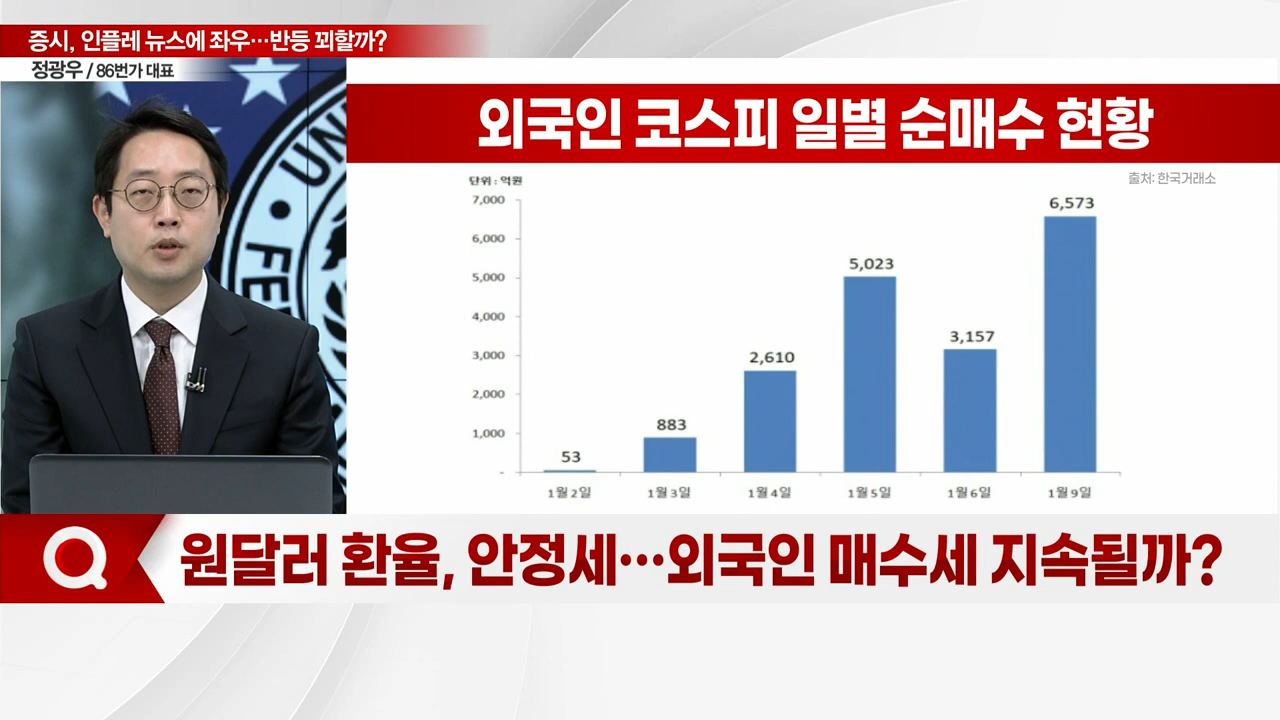 증시, 인플레 뉴스에 좌우…반등 꾀할까?
정광우 / 86번가 대표
UN
FE
외국인 코스피 일별 순매수 현황
단위 : 억원
출처: 한국거래소
7,000
6,000
5,000
4,000
3,000
2,000
1,000
-
53
883
2,610
5,023
3,157
6,573
1월 2일
1월 3일
1월 4일
1월 5일
1월 6일
1월 9일
Q
원달러 환율, 안정세…외국인 매수세 지속될까?